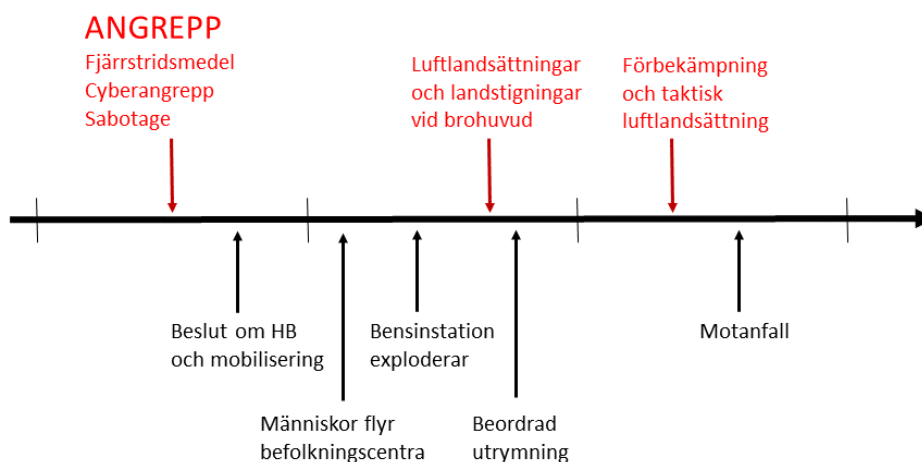 ANGREPP
Fjärrstridsmedel
Cyberangrepp
Sabotage
Luftlandsättningar
och landstigningar
vid brohuvud
Förbekämpning
och taktisk
luftlandsättning
Beslut om HB
och mobilisering
Människor flyr
befolkningscentra
Bensinstation
exploderar
Beordrad
utrymning
Motanfall